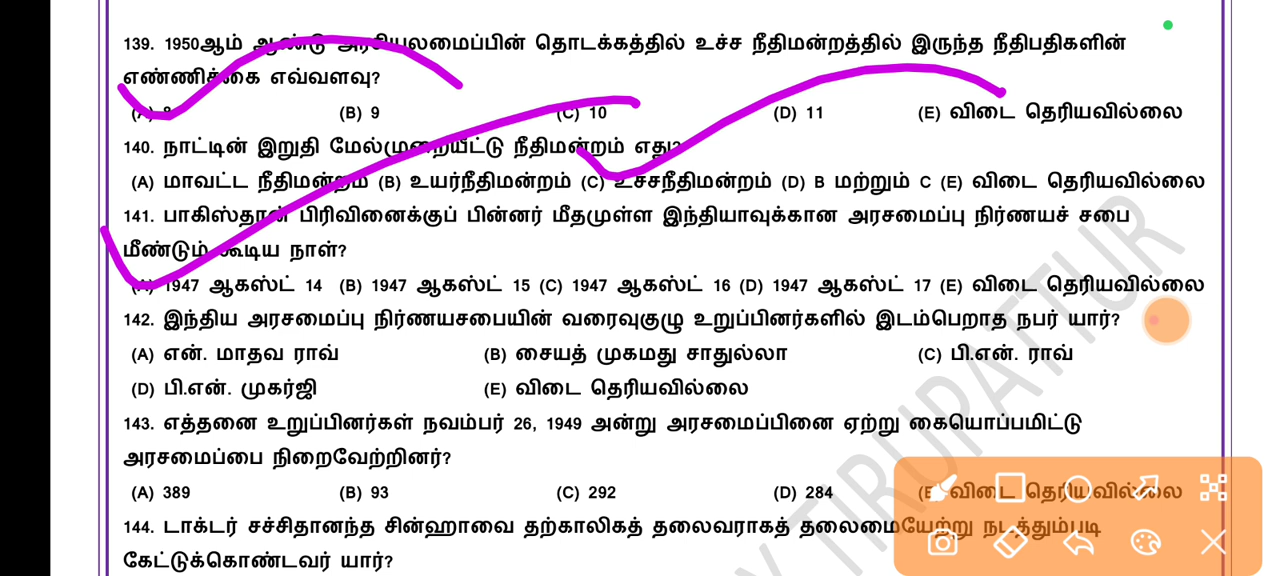 139. 1950ஆம் ஆண்டு அரசியலமைப்பின் தொடக்கத்தில் உச்ச நீதிமன்றத்தில் இருந்த நீதிபதிகளின்
எண்ணிக்கை எவ்வளவு?
(A) 8 (B) 9 (C) 10 (D) 11 (E) விடை தெரியவில்லை
140. நாட்டின் இறுதி மேல்முறையீட்டு நீதிமன்றம் எது?
(A) மாவட்ட நீதிமன்றம் (B) உயர்நீதிமன்றம் (C) உச்சநீதிமன்றம் (D) B மற்றும் C (E) விடை தெரியவில்லை
141. பாகிஸ்தான் பிரிவினைக்குப் பின்னர் மீதமுள்ள இந்தியாவுக்கான அரசமைப்பு நிர்ணயச் சபை
மீண்டும் கூடிய நாள்?
(A) 1947 ஆகஸ்ட் 14 (B) 1947 ஆகஸ்ட் 15 (C) 1947 ஆகஸ்ட் 16 (D) 1947 ஆகஸ்ட் 17 (E) விடை தெரியவில்லை
142. இந்திய அரசமைப்பு நிர்ணயசபையின் வரைவுகுழு உறுப்பினர்களில் இடம்பெறாத நபர் யார்?
(A) என். மாதவ ராவ் (B) சையத் முகமது சாதுல்லா (C) பி.என். ராவ்
(D) பி.என். முகர்ஜி (E) விடை தெரியவில்லை
143. எத்தனை உறுப்பினர்கள் நவம்பர் 26, 1949 அன்று அரசமைப்பினை ஏற்று கையொப்பமிட்டு
அரசமைப்பை நிறைவேற்றினர்?
(A) 389 (B) 93 (C) 292 (D) 284 (E) விடை தெரியவில்லை
144. டாக்டர் சச்சிதானந்த சின்ஹாவை தற்காலிகத் தலைவராகத் தலைமையேற்று நடத்தும்படி
கேட்டுக்கொண்டவர் யார்?
TIRUPATTUR